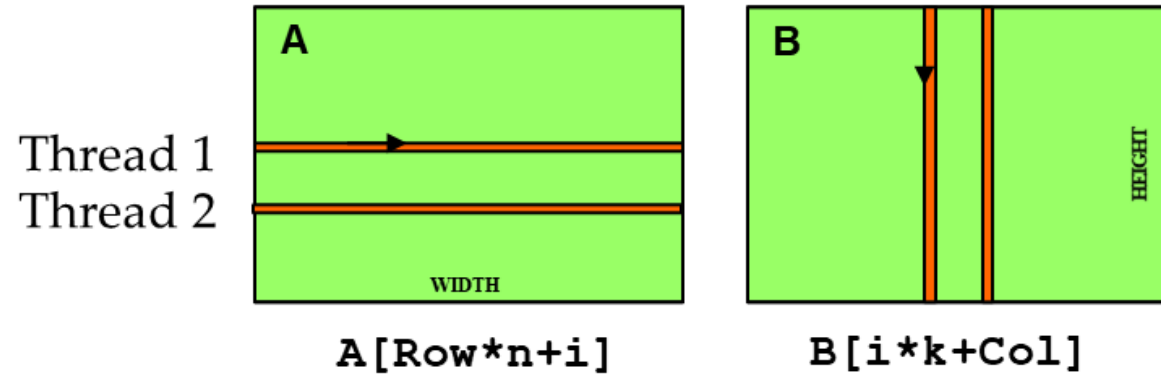 A
B
Thread 1
Thread 2
HEIGHT
WIDTH
A[Row*n+i]
B[i*k+Col]